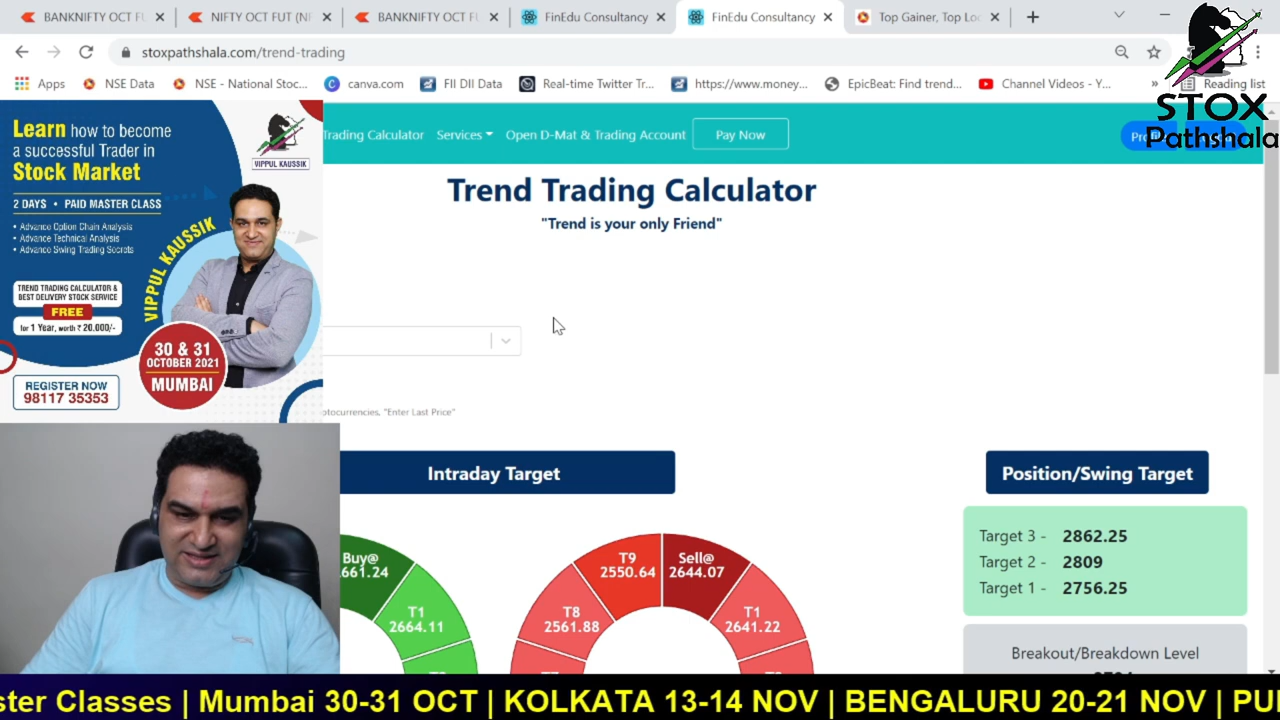 BANKNIFTY OCT FU
NIFTY OCT FUT (NI
BANKNIFTY OCT F
FinEdu Consultancy
FinEdu Consultancy
Top Gainer, Top Lo
stoxpathshala.com/trend-trading
Apps
NSE Data
NSE - National Stoc...
canva.com
FII DII Data
Real-time Twitter Tr...
https://www.money...
EpicBeat: Find trend...
Channel Videos - Y...
Reading list
STOX
Pathshala
Trading Calculator
Services
Open D-Mat & Trading Account
Pay Now
Learn how to become
a successful Trader in
Stock Market
2 DAYS • PAID MASTER CLASS
• Advance Option Chain Analysis
• Advance Technical Analysis
• Advance Swing Trading Secrets
TREND TRADING CALCULATOR &
BEST DELIVERY STOCK SERVICE
FREE
for 1 Year, worth ₹ 20,000/-
VIPPUL KAUSSIK
VIPPUL KAUSSIK
30 & 31
OCTOBER 2021
MUMBAI
REGISTER NOW
98117 35353
Trend Trading Calculator
"Trend is your only Friend"
ptocurrencies, "Enter Last Price"
Intraday Target
Position/Swing Target
Buy@
661.24
T1
2664.11
T9
2550.64
Sell@
2644.07
T8
2561.88
T1
2641.22
Target 3 - 2862.25
Target 2 - 2809
Target 1 - 2756.25
Breakout/Breakdown Level
ster Classes | Mumbai 30-31 OCT | KOLKATA 13-14 NOV | BENGALURU 20-21 NOV | PU